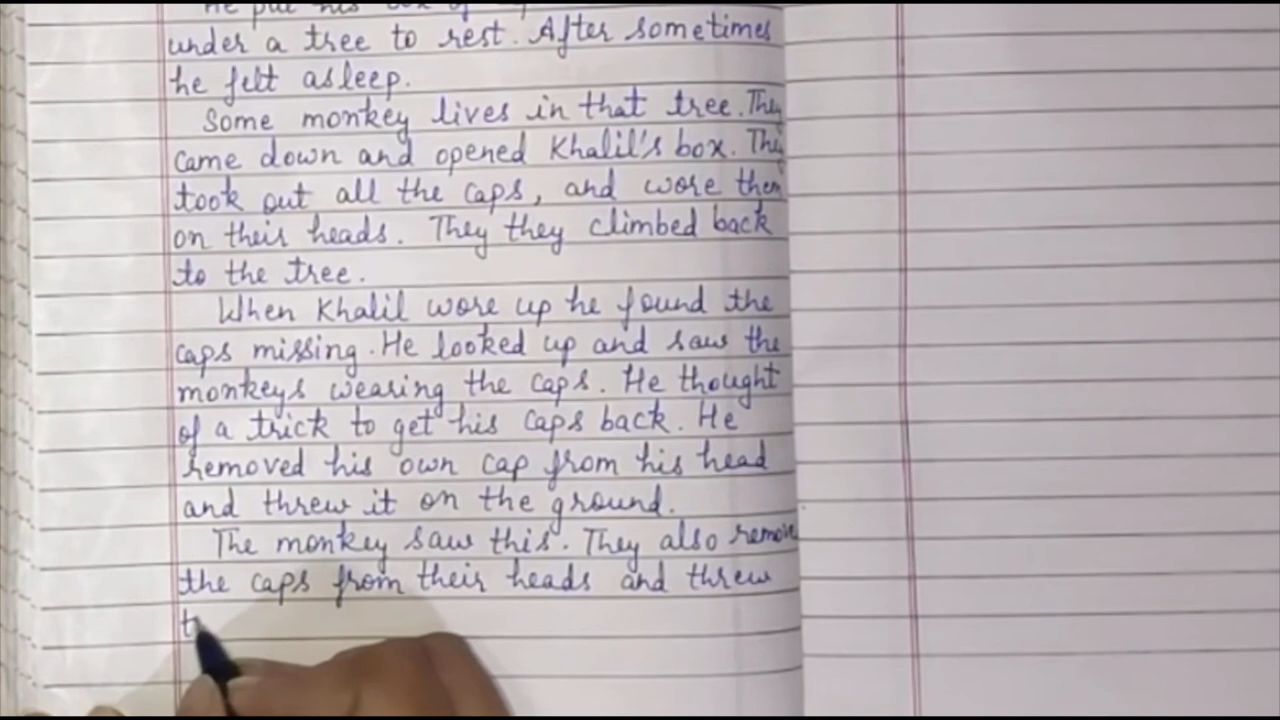 he put his box of
under a tree to rest. After sometimes
he felt asleep.
Some monkey lives in that tree. They
came down and opened Khalil's box. They
took out all the caps, and wore them
on their heads. They they climbed back
to the tree.
When Khalil wore up he found the
caps missing. He looked up and saw the
monkeys wearing the caps. He thought
of a trick to get his caps back. He
removed his own cap from his head
and threw it on the ground.
The monkey saw this. They also remove
the caps from their heads and threw
t